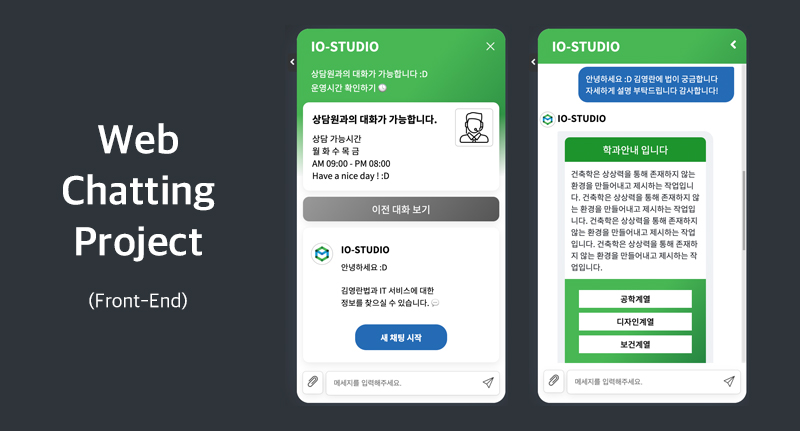 Web
Chatting
Project
(Front-End)
IO-STUDIO
상담원과의 대화가 가능합니다 :D
운영시간 확인하기
상담원과의 대화가 가능합니다.
상담 가능시간
월 화 수 목 금
AM 09:00 - PM 08:00
Have a nice day ! :D
이전 대화 보기
IO-STUDIO
안녕하세요 :D
김영란법과 IT 서비에 대한
정보를 찾으실 수 있습니다.
새 채팅 시작
메세지를 입력해주세요.
IO-STUDIO
안녕하세요 :D 김영란에 법이 궁금합니다
자세하게 설명 부탁드립니다 감사합니다!
IO-STUDIO
학과안내 입니다
건축학은 상상력을 통해 존재하지 않는
환경을 만들어내고 제시하는 작업입니
다. 건축학은 상상력을 통해 존재하지 않
는 환경을 만들어내고 제시하는 작업입
니다. 건축학은 상상력을 통해 존재하지
않는 환경을 만들어내고 제시하는 작업
입니다. 건축학은 상상력을 통해 존재하
지 않는 환경을 만들어내고 제시하는 작
업입니다.
공학계열
디자인계열
보건계열
메세지를 입력해주세요.